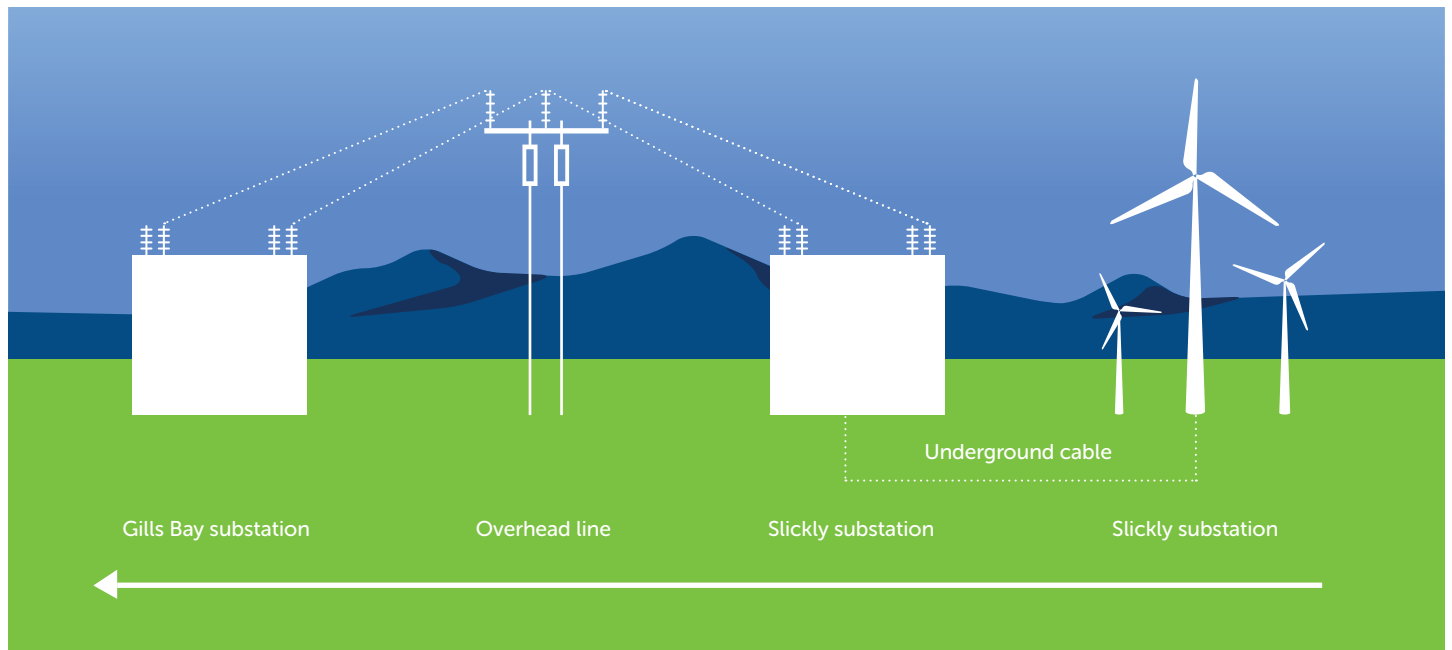 Underground cable
Gills Bay substation
Overhead line
Slickly substation
Slickly substation